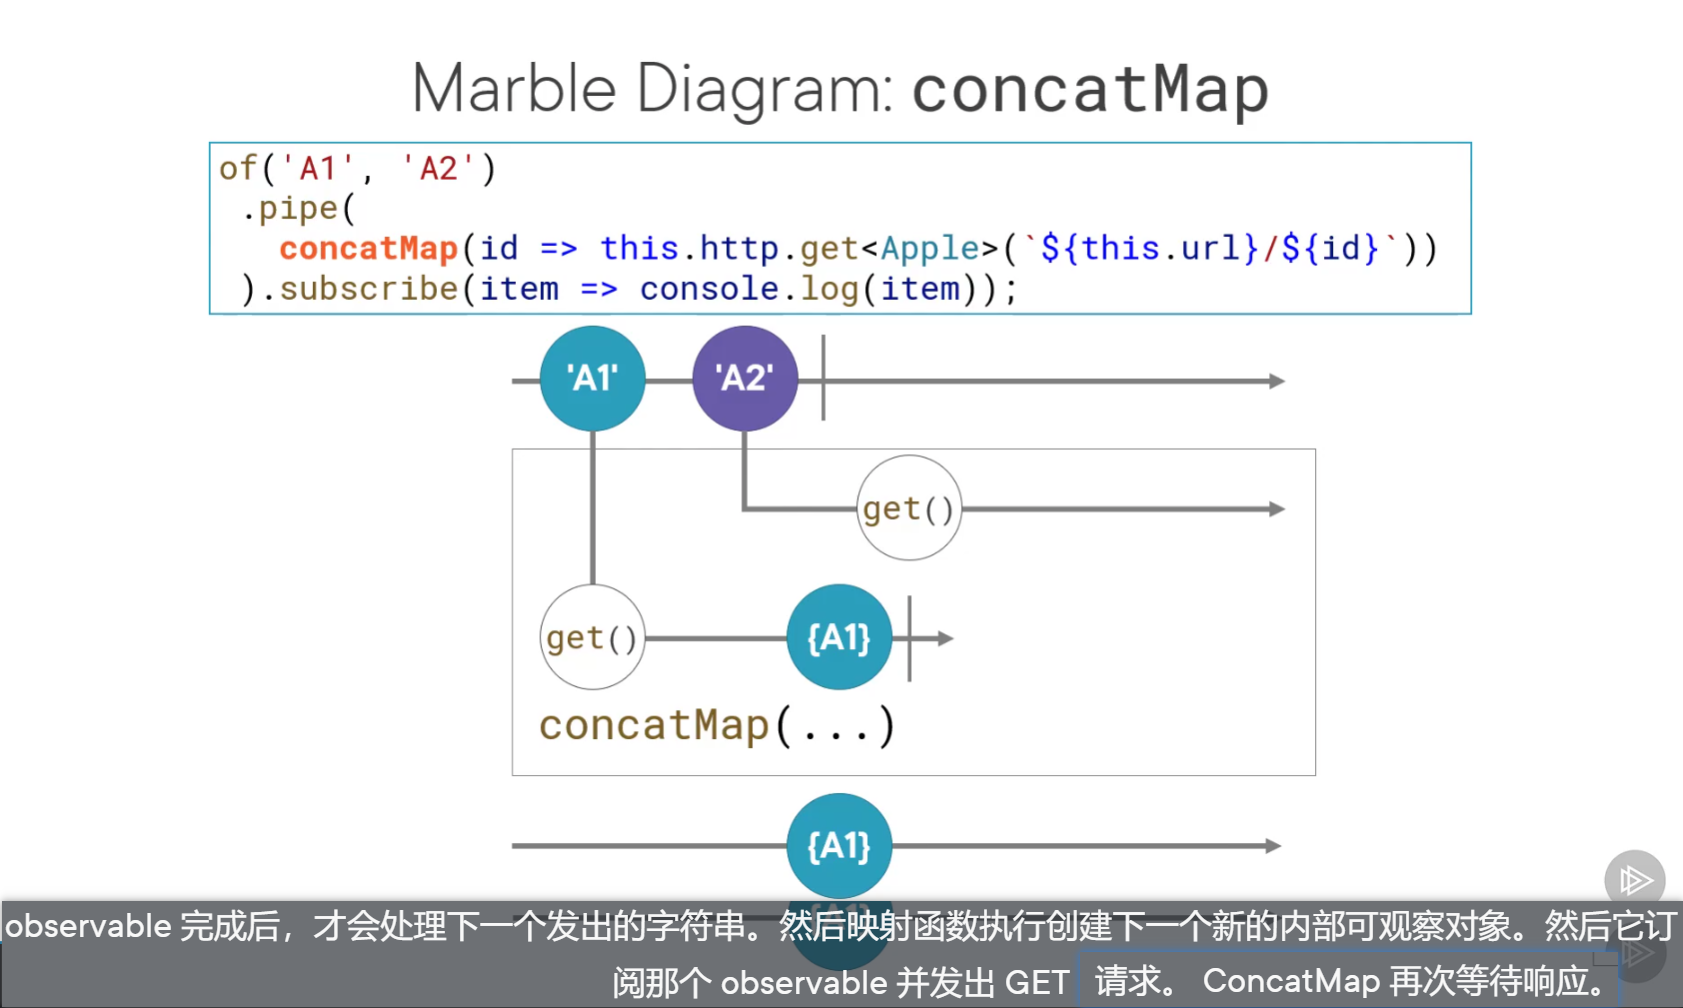 Marble Diagram: concatMap
of('A1', 'A2')
.pipe(
concatMap(id => this.http.get<Apple>(`${this.url}/${id}`))
).subscribe(item => console.log(item));
'A1' 'A2'
get()
get() {A1}
concatMap(...)
{A1}
observable 完成后，才会处理下一个发出的字符串。然后映射函数执行创建下一个新的内部可观察对象。然后它订
阅那个 observable 并发出 GET 请求。 ConcatMap 再次等待响应。